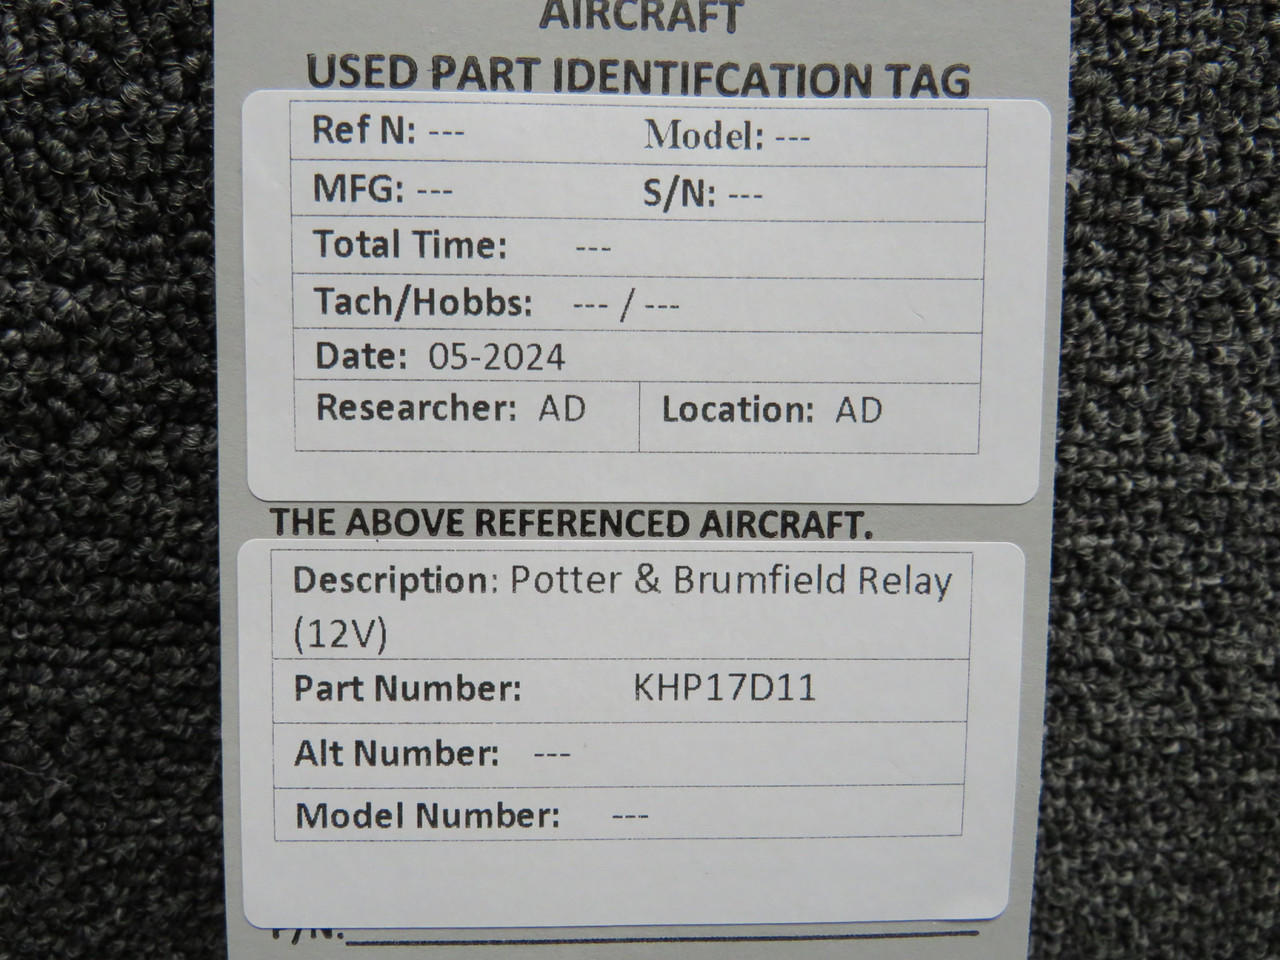 AIRCRAFT
USED PART IDENTIFCATION TAG
Ref N: --- Model: ---
MFG: --- S/N: ---
Total Time: ---
Tach/Hobbs: --- / ---
Date: 05-2024
Researcher: AD Location: AD
THE ABOVE REFERENCED AIRCRAFT.
Description: Potter & Brumfield Relay
(12V)
Part Number: KHP17D11
Alt Number: ---
Model Number: ---
P/N: